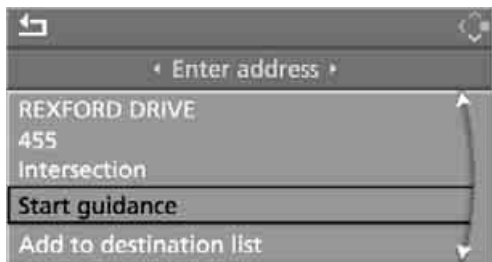 Enter address
REXFORD DRIVE
455
Intersection
Start guidance
Add to destination list